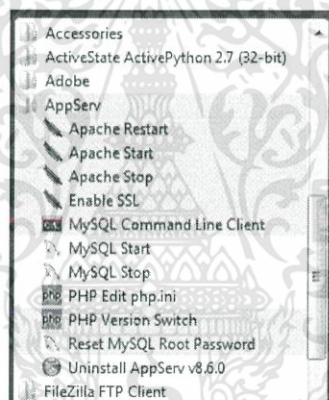 Accessories
ActiveState ActivePython 2.7 (32-bit)
Adobe
AppServ
Apache Restart
Apache Start
Apache Stop
Enable SSL
MySQL Command Line Client
MySQL Start
MySQL Stop
php PHP Edit php.ini
php PHP Version Switch
Reset MySQL Root Password
Uninstall AppServ v8.6.0
FileZilla FTP Client